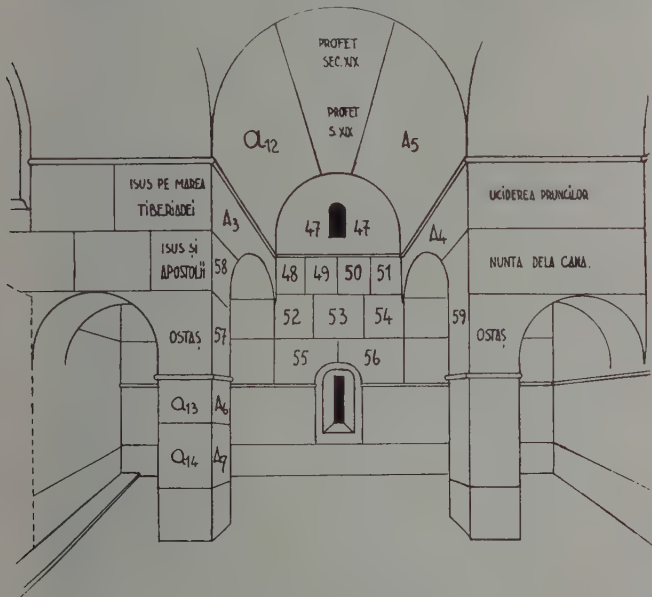 PROFET
SEC. XIX
PROFET
S. XIX
a12
A5
ISUS PE MAREA
TIBERIADEI
A3
47
47
A4
UCIDEREA PRUNCILOR
ISUS ȘI
APOSTOLII
58
48
49
50
51
NUNTA DELA CANA.
52
53
54
OSTAȘ
57
59
OSTAȘ
55
56
a13
A6
a14
A7